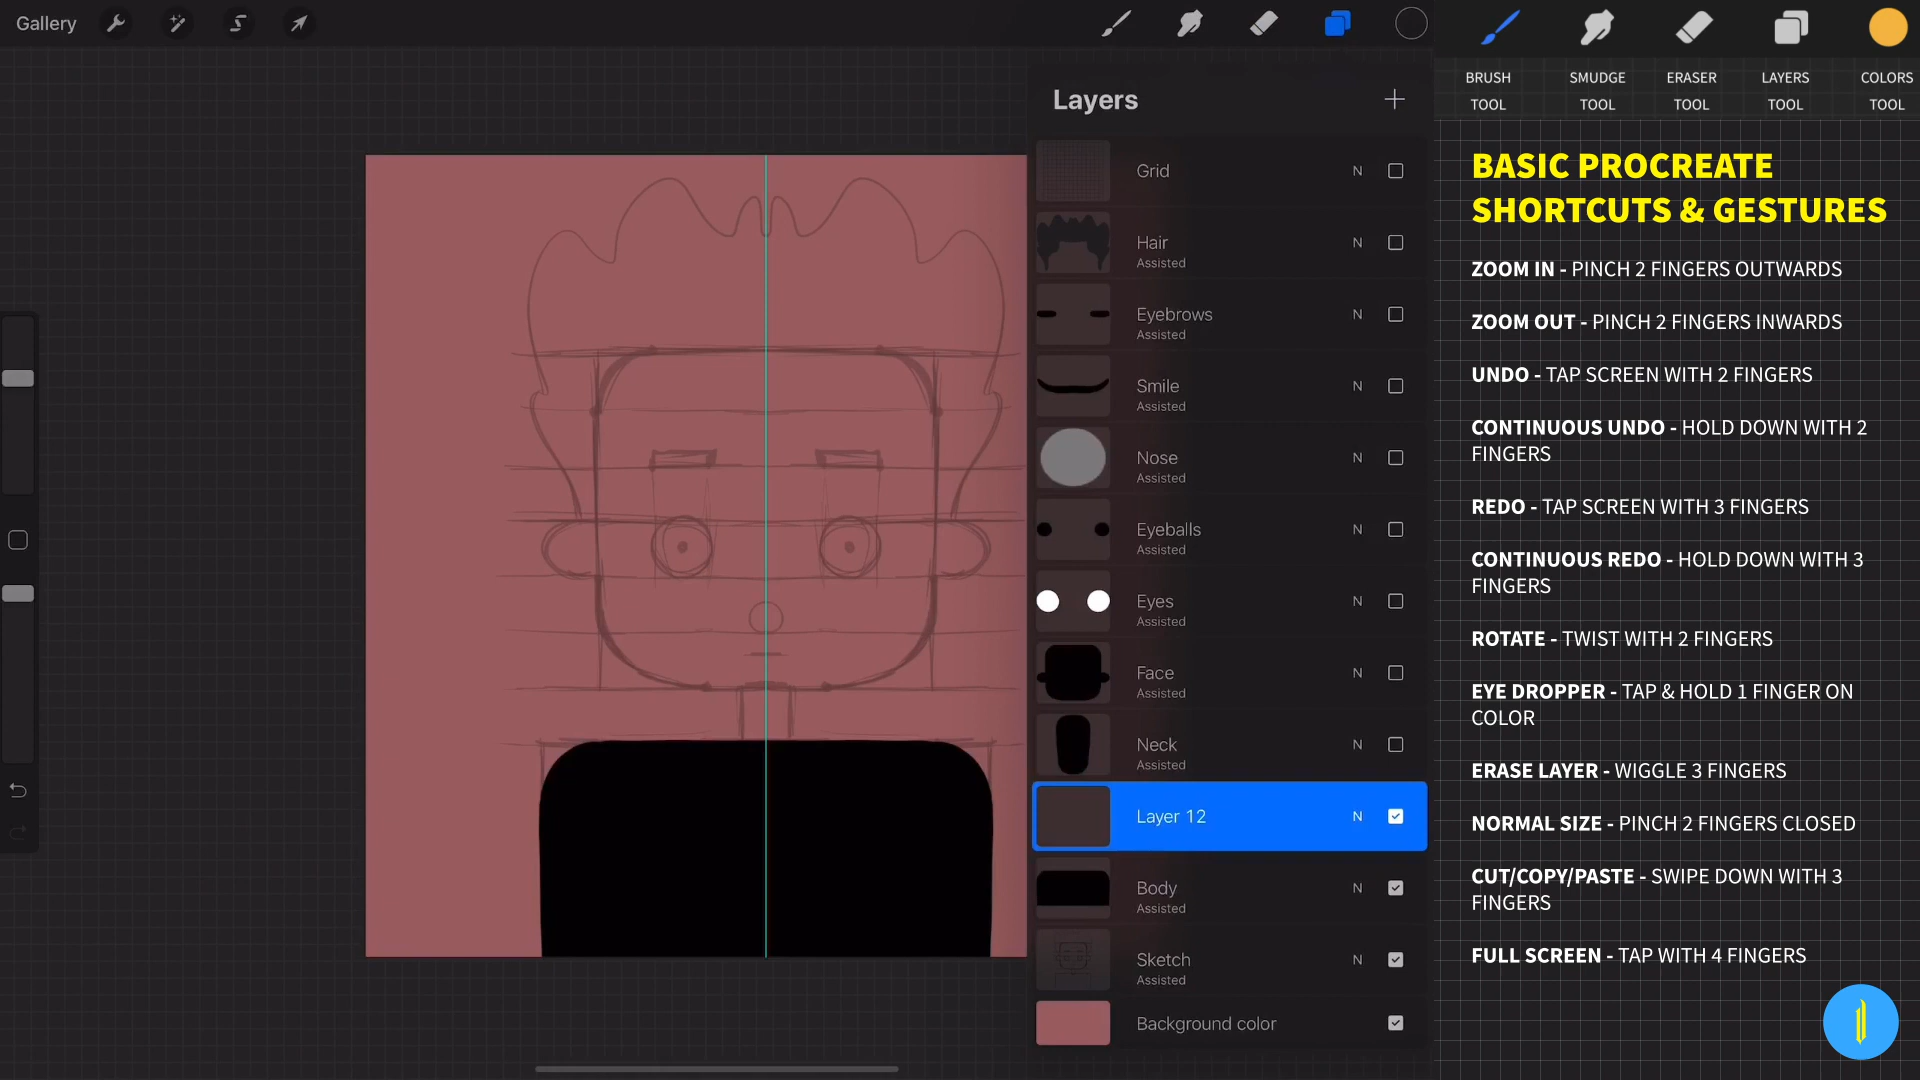 Gallery
Layers
Grid N
Hair N
Assisted
Eyebrows N
Assisted
Smile N
Assisted
Nose N
Assisted
Eyeballs N
Assisted
Eyes N
Assisted
Face N
Assisted
Neck N
Assisted
Layer 12 N
Body N
Assisted
Sketch N
Assisted
Background color
BRUSH TOOL
SMUDGE TOOL
ERASER TOOL
LAYERS TOOL
COLORS TOOL
BASIC PROCREATE
SHORTCUTS & GESTURES
ZOOM IN - PINCH 2 FINGERS OUTWARDS
ZOOM OUT - PINCH 2 FINGERS INWARDS
UNDO - TAP SCREEN WITH 2 FINGERS
CONTINUOUS UNDO - HOLD DOWN WITH 2
FINGERS
REDO - TAP SCREEN WITH 3 FINGERS
CONTINUOUS REDO - HOLD DOWN WITH 3
FINGERS
ROTATE - TWIST WITH 2 FINGERS
EYE DROPPER - TAP & HOLD 1 FINGER ON
COLOR
ERASE LAYER - WIGGLE 3 FINGERS
NORMAL SIZE - PINCH 2 FINGERS CLOSED
CUT/COPY/PASTE - SWIPE DOWN WITH 3
FINGERS
FULL SCREEN - TAP WITH 4 FINGERS